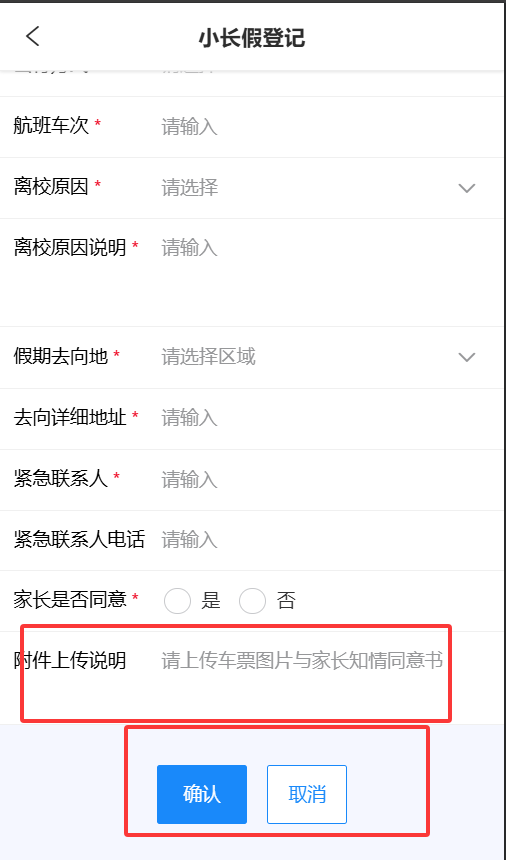 小长假登记
航班车次 * 请输入
离校原因 * 请选择
离校原因说明 * 请输入
假期去向地 * 请选择区域
去向详细地址 * 请输入
紧急联系人 * 请输入
紧急联系人电话 请输入
家长是否同意 * 是 否
附件上传说明 请上传车票图片与家长知情同意书
确认 取消